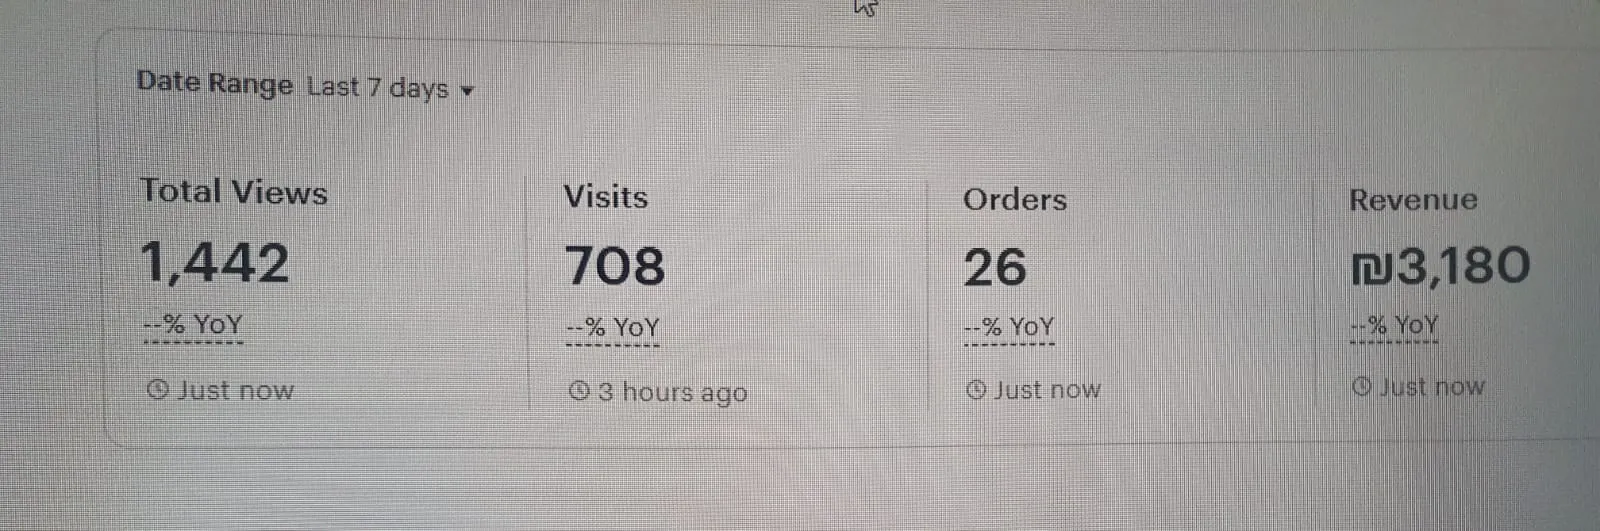 Date Range Last 7 days
Total Views
1,442
--% YoY
Just now
Visits
708
--% YoY
3 hours ago
Orders
26
--% YoY
Just now
Revenue
₪3,180
--% YoY
Just now